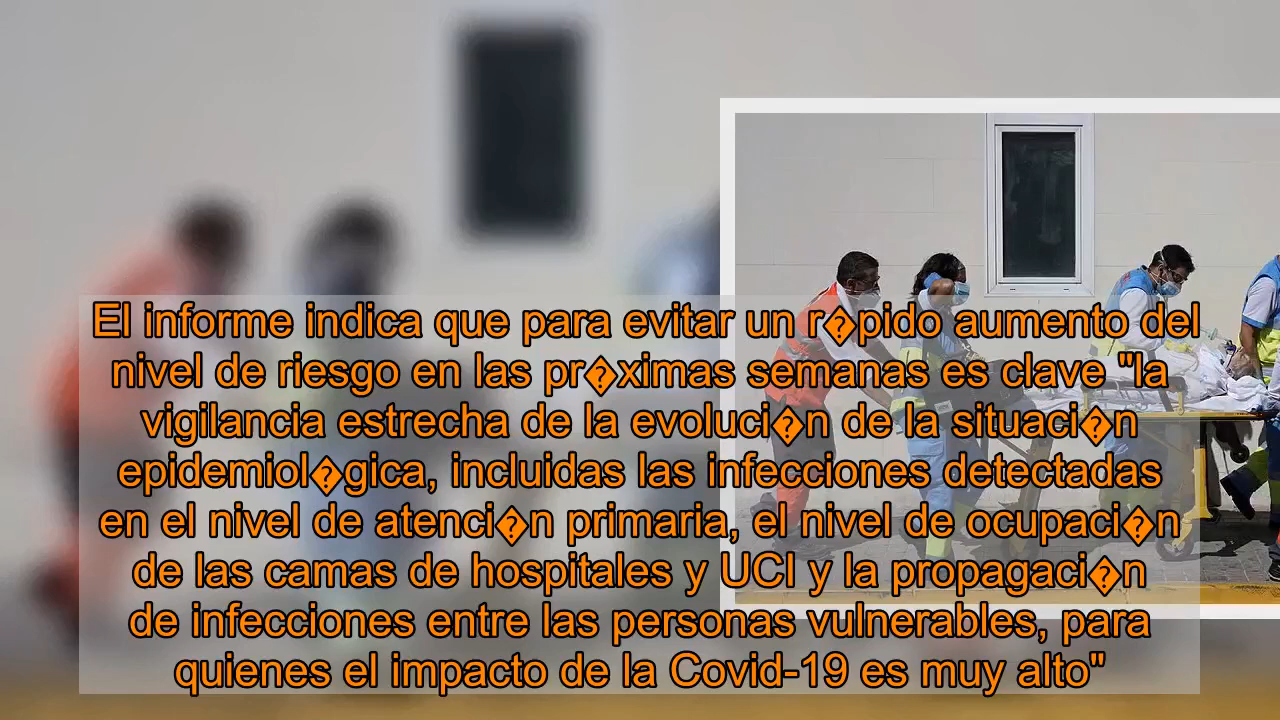 El informe indica que para evitar un r�pido aumento del
nivel de riesgo en las pr�ximas semanas es clave "la
vigilancia estrecha de la evoluci�n de la situaci�n
epidemiol�gica, incluidas las infecciones detectadas
en el nivel de atenci�n primaria, el nivel de ocupaci�n
de las camas de hospitales y UCI y la propagaci�n
de infecciones entre las personas vulnerables, para
quienes el impacto de la Covid-19 es muy alto"